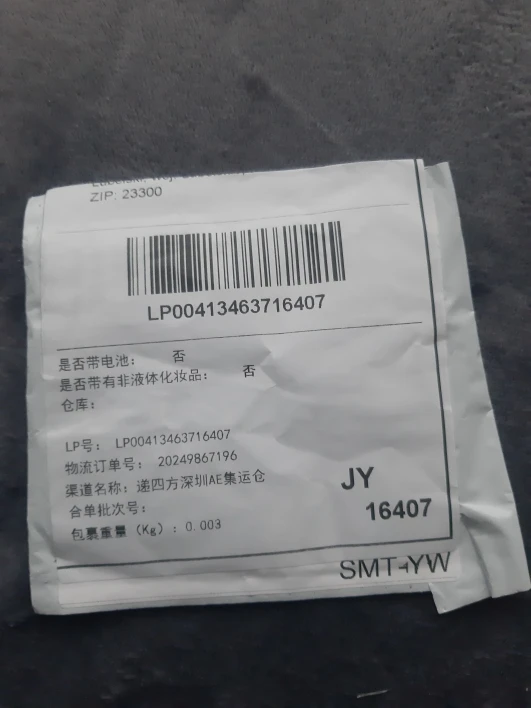 ZIP: 23300
LP00413463716407
是否带电池： 否
是否带有非液体化妆品： 否
仓库：
LP号： LP00413463716407
物流订单号： 20249867196
渠道名称：递四方深圳AE集运仓
合单批次号：
包裹重量（Kg）：0.003
JY
16407
SMT-YW